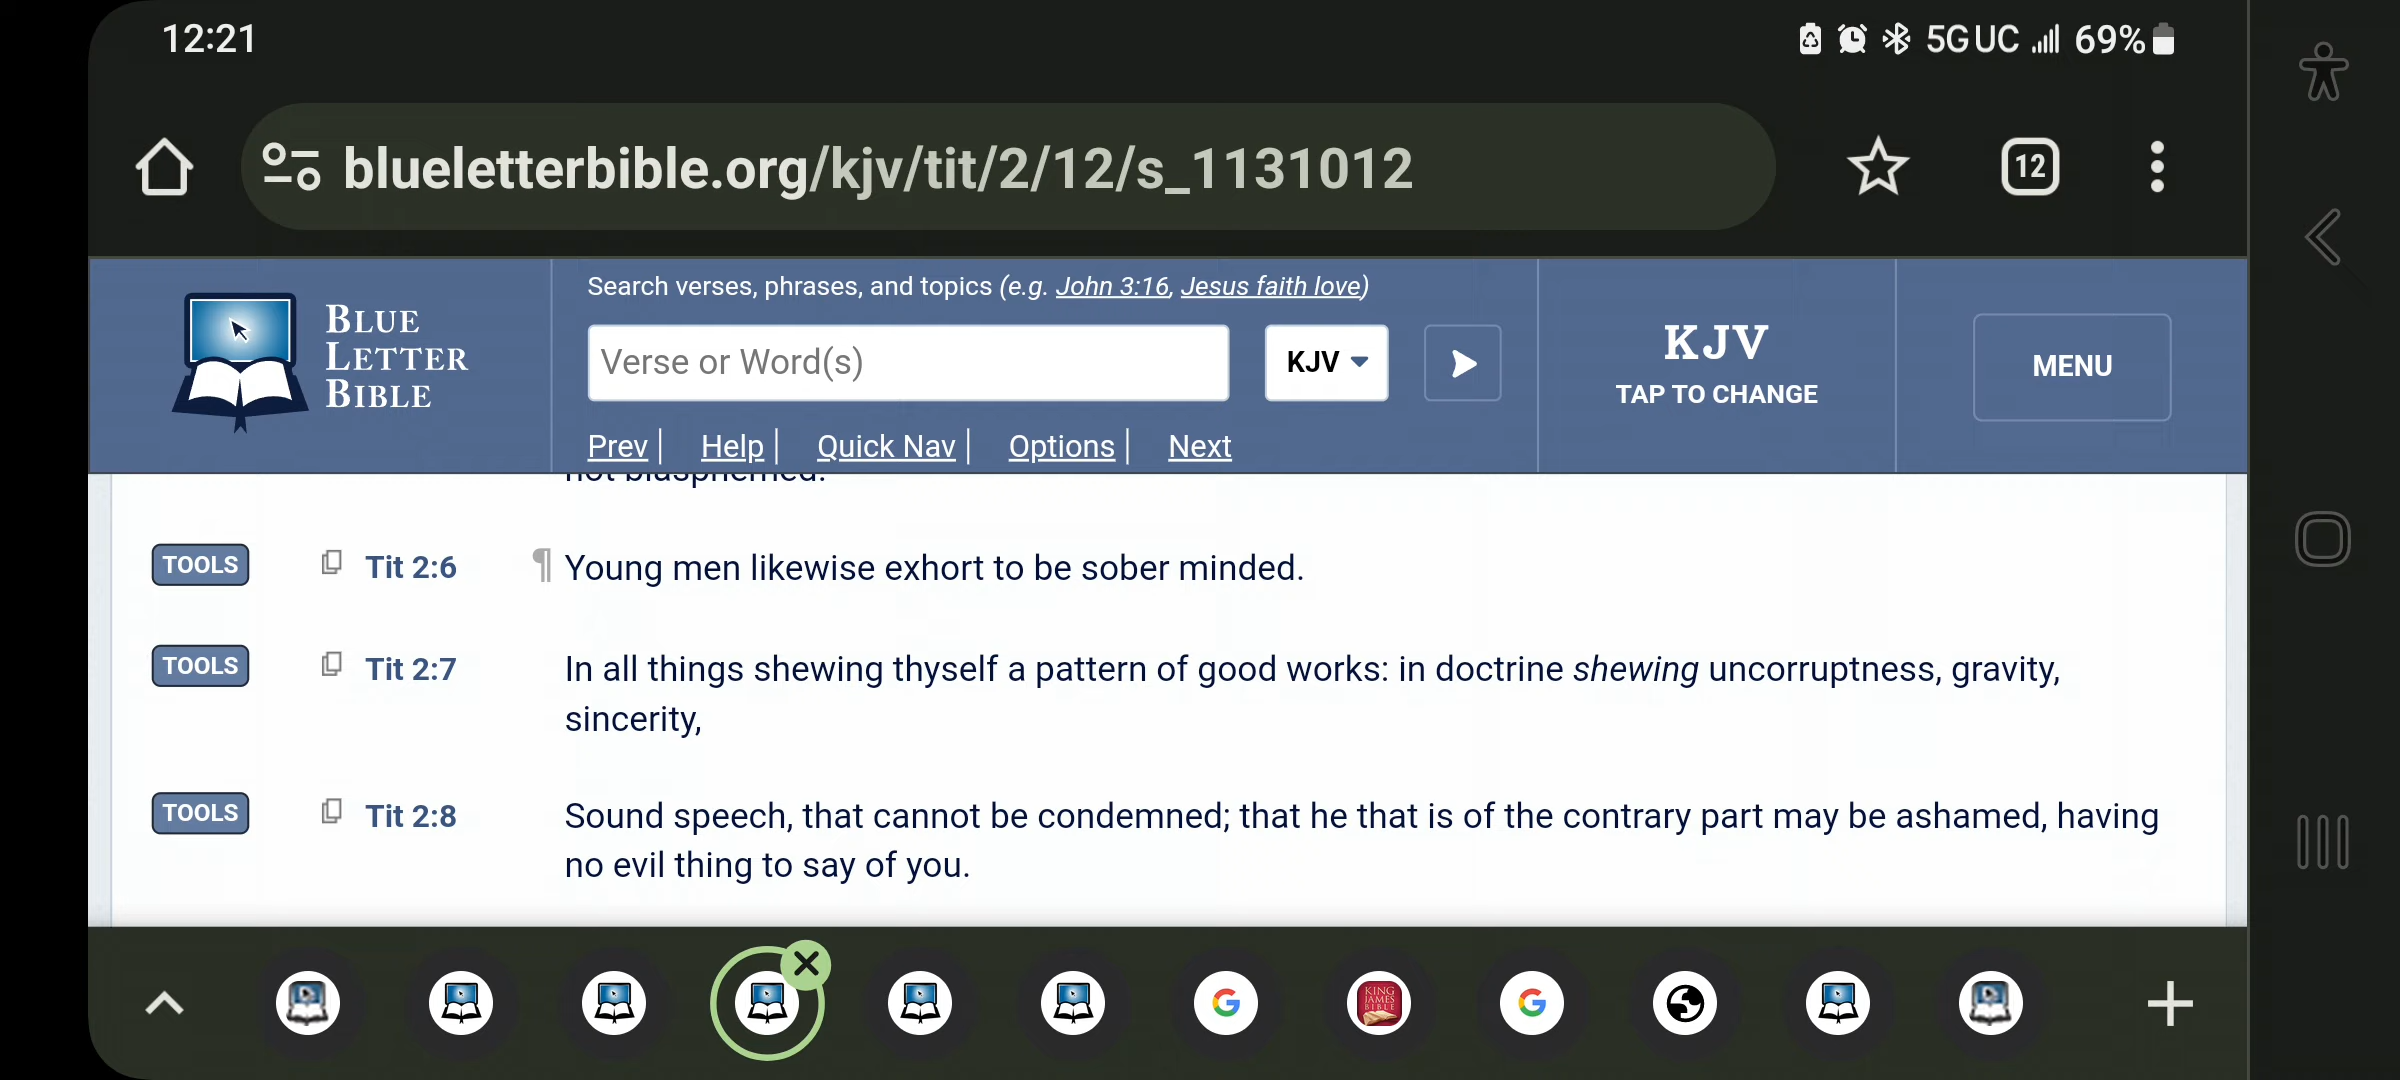 12:21
5G UC 69%
blueletterbible.org/kjv/tit/2/12/s_1131012
12
BLUE
LETTER
BIBLE
Search verses, phrases, and topics (e.g. John 3:16, Jesus faith love)
Verse or Word(s)
KJV
KJV
TAP TO CHANGE
MENU
Prev | Help | Quick Nav | Options | Next
not blasphemed.
TOOLS Tit 2:6 ¶ Young men likewise exhort to be sober minded.
TOOLS Tit 2:7 In all things shewing thyself a pattern of good works: in doctrine shewing uncorruptness, gravity,
sincerity,
TOOLS Tit 2:8 Sound speech, that cannot be condemned; that he that is of the contrary part may be ashamed, having
no evil thing to say of you.
KING
JAMES
BIBLE